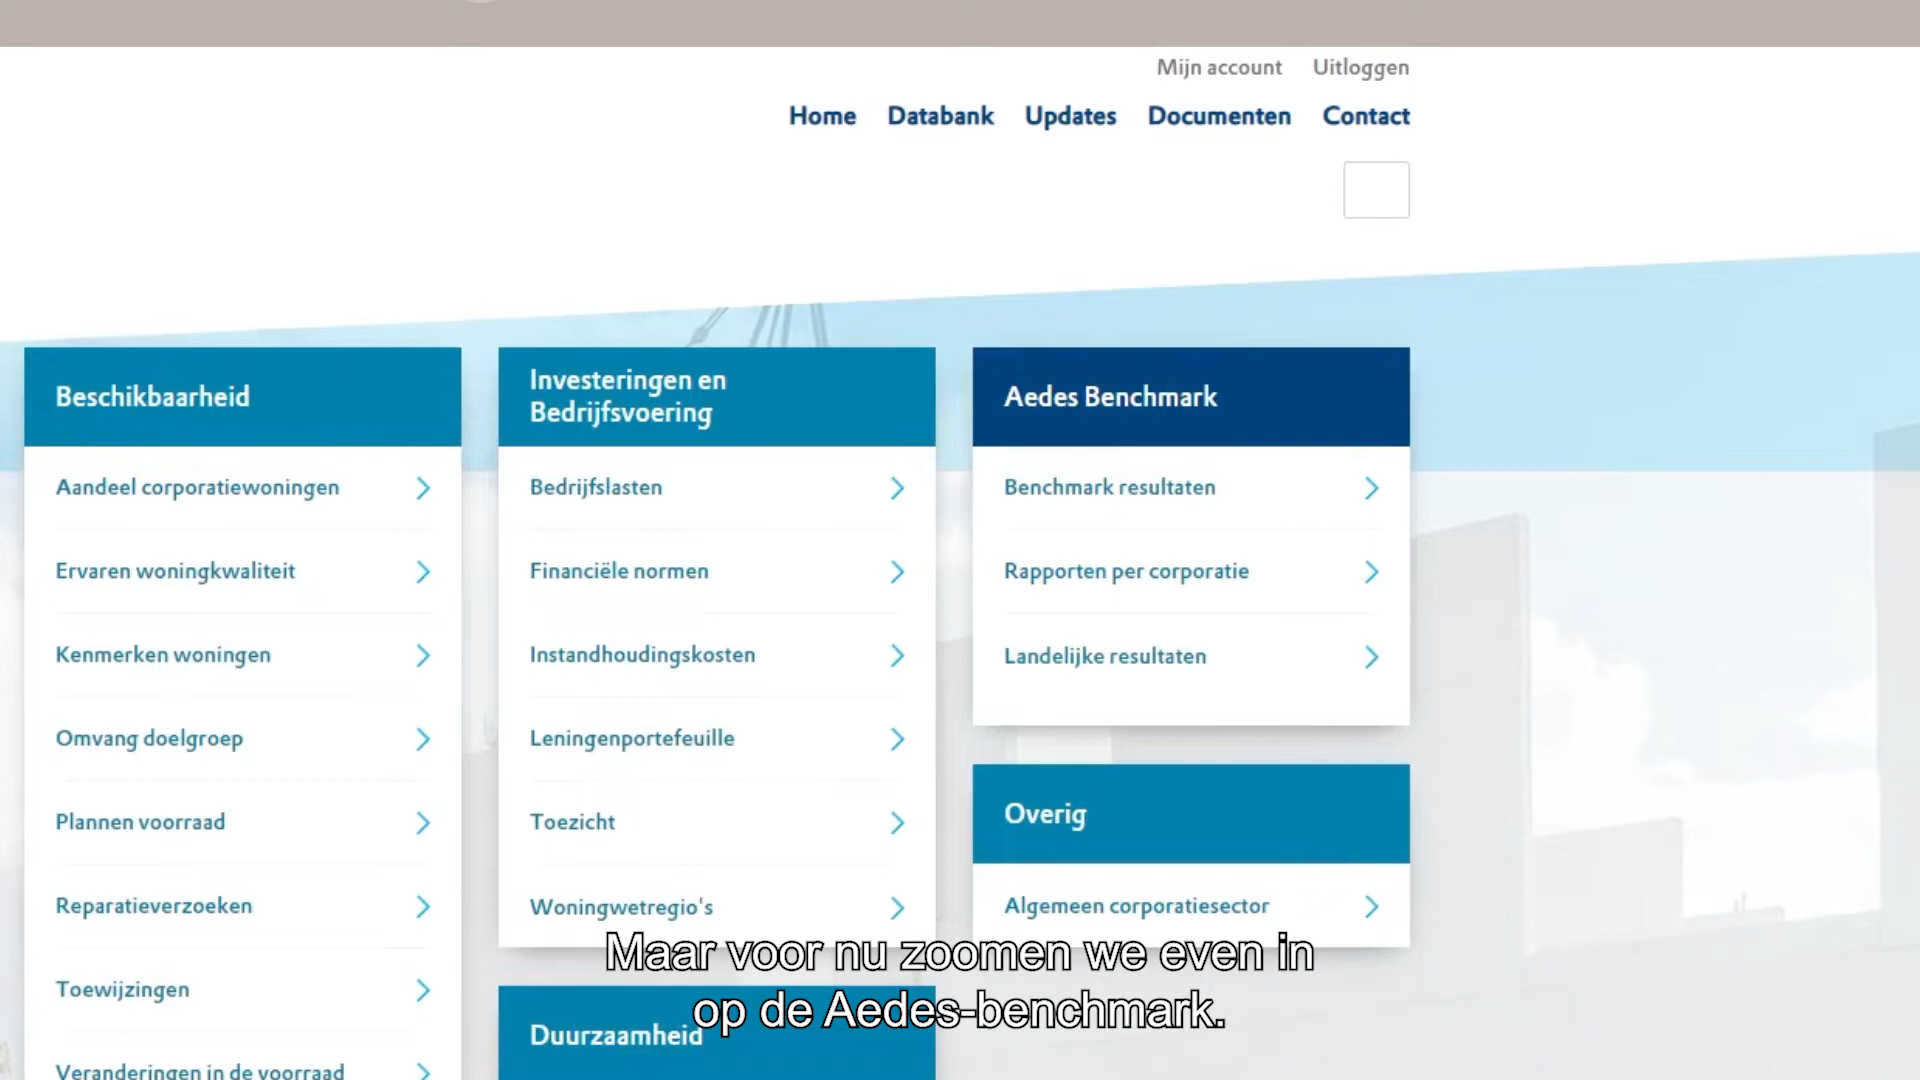 Mijn account Uitloggen
Home Databank Updates Documenten Contact
Beschikbaarheid
Aandeel corporatiewoningen
Ervaren woningkwaliteit
Kenmerken woningen
Omvang doelgroep
Plannen voorraad
Reparatieverzoeken
Toewijzingen
Veranderingen in de voorraad
Investeringen en
Bedrijfsvoering
Bedrijfslasten
Financiële normen
Instandhoudingskosten
Leningenportefeuille
Toezicht
Woningwetregio's
Duurzaamheid
Aedes Benchmark
Benchmark resultaten
Rapporten per corporatie
Landelijke resultaten
Overig
Algemeen corporatiesector
Maar voor nu zoomen we even in
op de Aedes-benchmark.